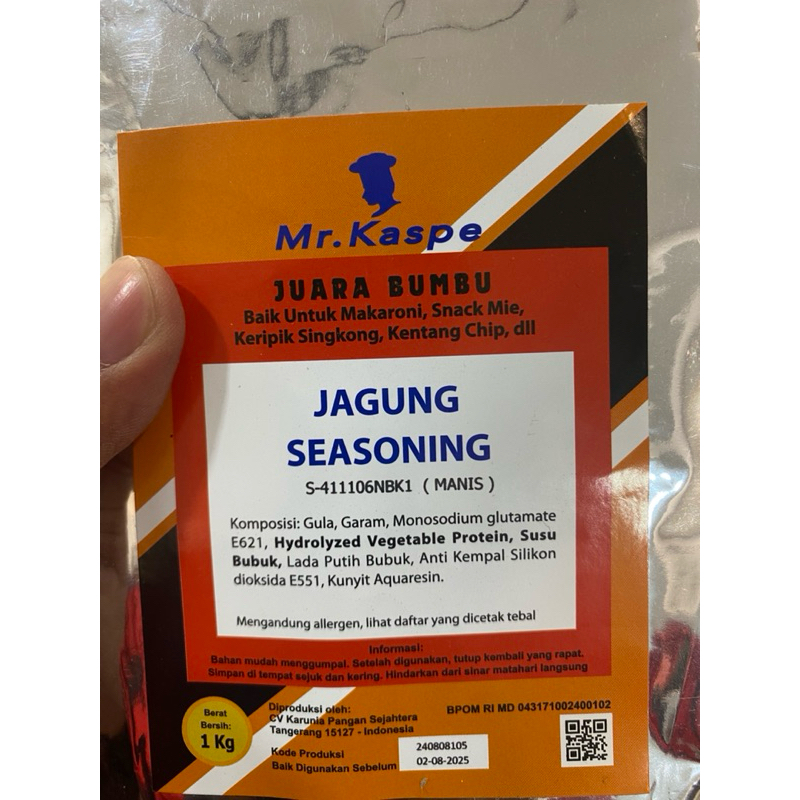 Mr.Kaspe
JUARA BUMBU
Baik Untuk Makaroni, Snack Mie,
Keripik Singkong, Kentang Chip, dll
JAGUNG
SEASONING
S-411106NBK1 ( MANIS )
Komposisi: Gula, Garam, Monosodium glutamate
E621, Hydrolyzed Vegetable Protein, Susu
Bubuk, Lada Putih Bubuk, Anti Kempal Silikon
dioksida E551, Kunyit Aquaresin.
Mengandung allergen, lihat daftar yang dicetak tebal
Informasi:
Bahan mudah menggumpal. Setelah digunakan, tutup kembali yang rapat.
Simpan di tempat sejuk dan kering. Hindarkan dari sinar matahari langsung
Berat
Bersih:
1 Kg
Diproduksi oleh:
CV Karunia Pangan Sejahtera
Tangerang 15127 - Indonesia
BPOM RI MD 043171002400102
Kode Produksi 240808105
Baik Digunakan Sebelum 02-08-2025